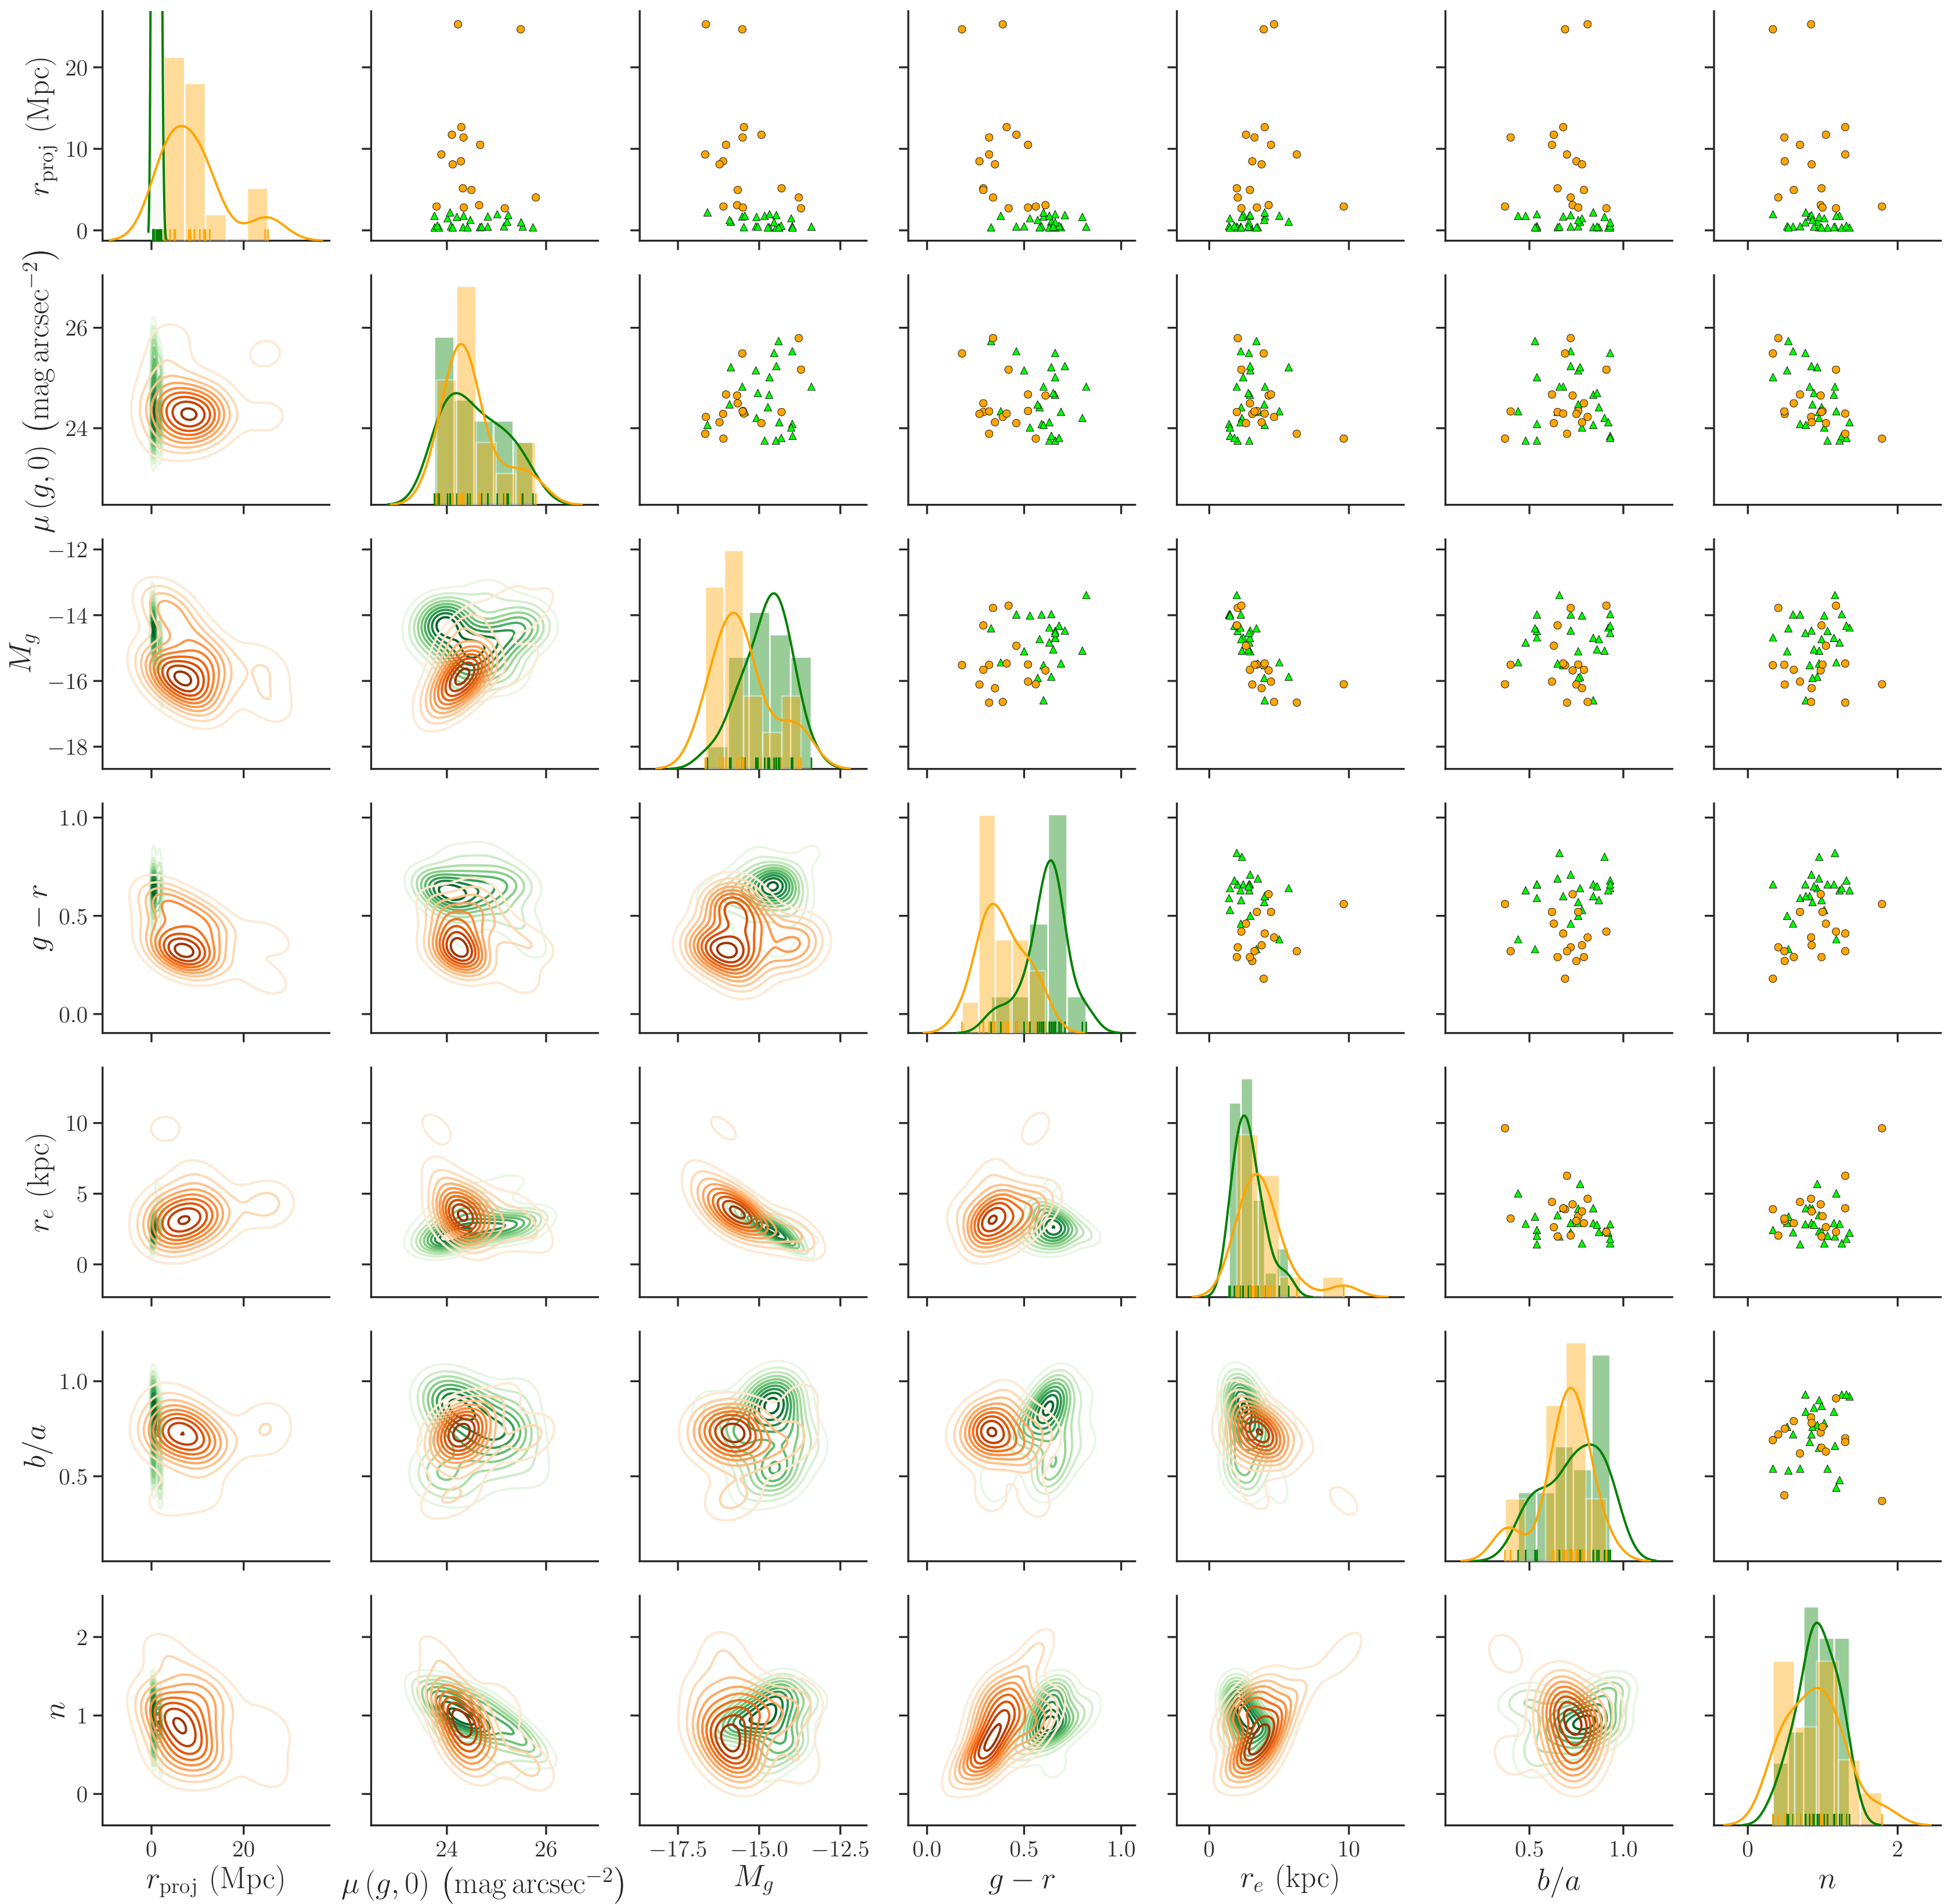 r_proj (Mpc)
20
10
0
μ (g, 0) (mag arcsec⁻²)
26
24
M_g
−12
−14
−16
−18
g − r
1.0
0.5
0.0
r_e (kpc)
10
5
0
b/a
1.0
0.5
n
2
1
0
0 20 24 26 −17.5 −15.0 −12.5 0.0 0.5 1.0 0 10 0.5 1.0 0 2
r_proj (Mpc) μ (g, 0) (mag arcsec⁻²) M_g g − r r_e (kpc) b/a n